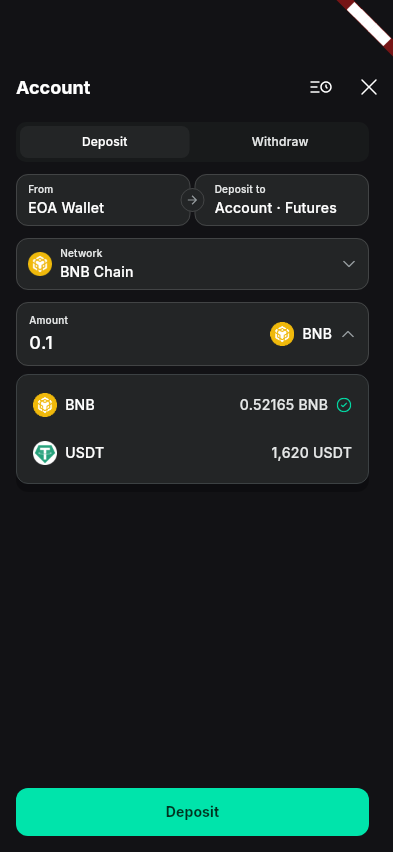 Account
Deposit
Withdraw
From
EOA Wallet
Deposit to
Account · Futures
Network
BNB Chain
Amount
0.1
BNB
BNB
0.52165 BNB
USDT
1,620 USDT
Deposit